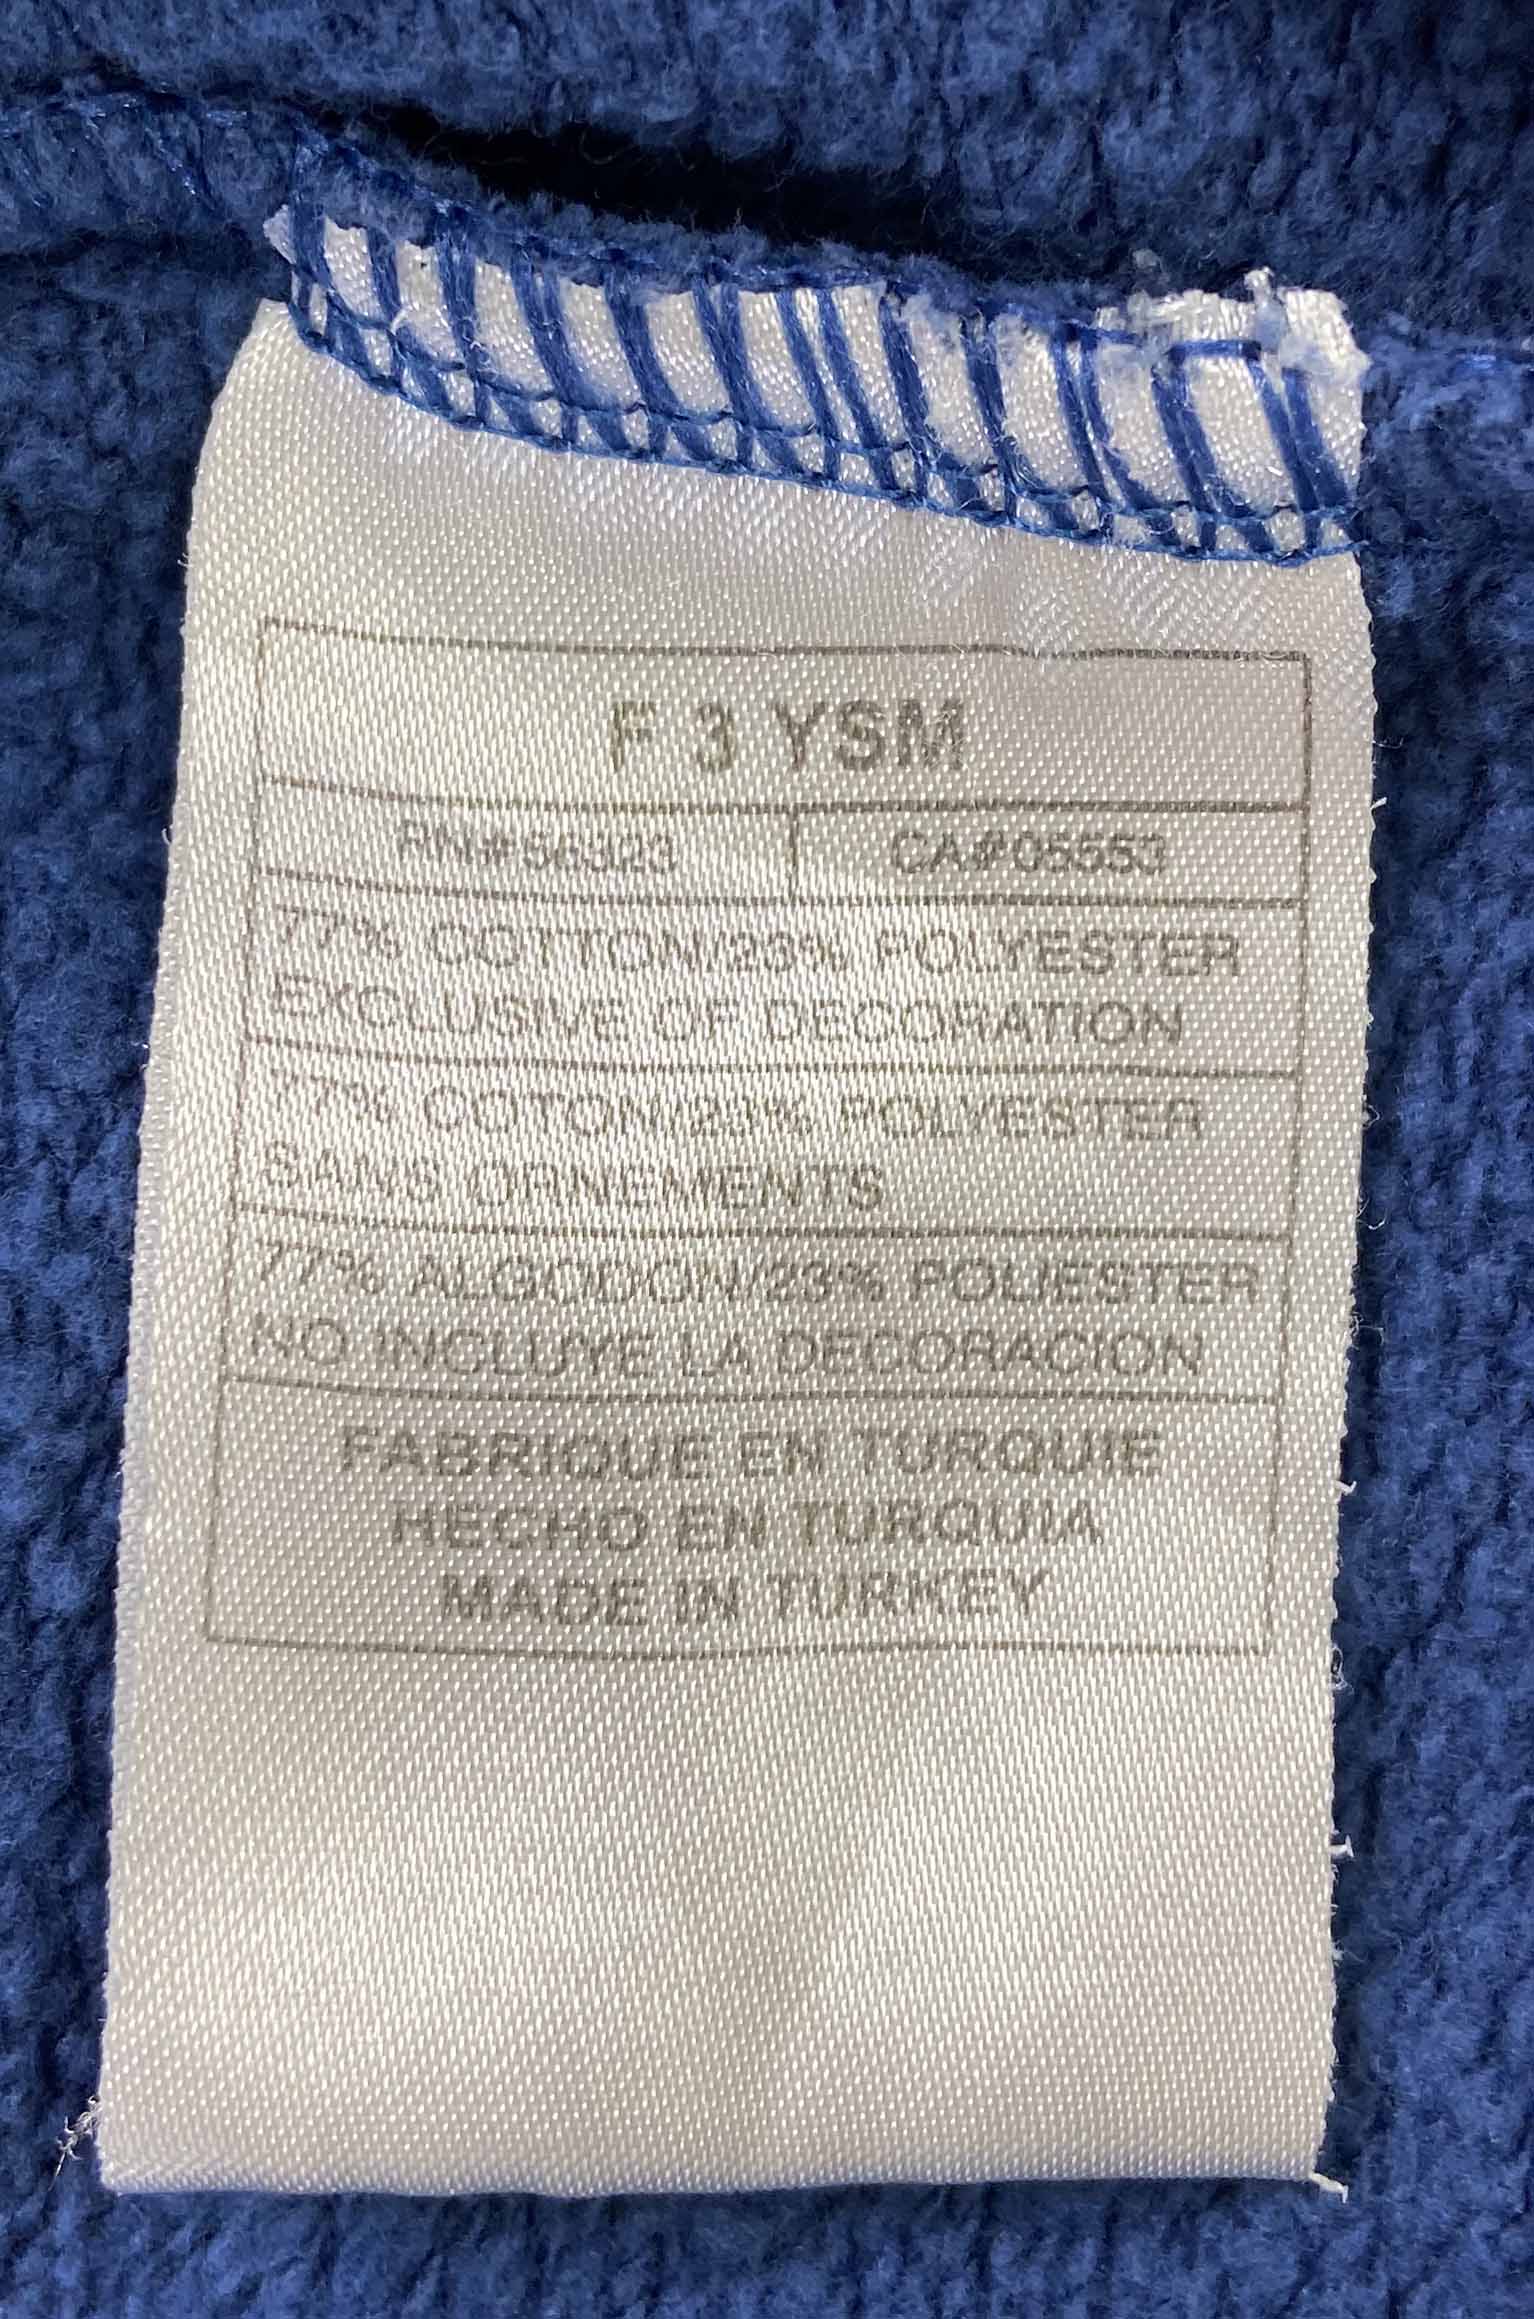 F 3 YSM
RN#56323
CA#05553
77% COTTON/23% POLYESTER
EXCLUSIVE OF DECORATION
77% COTON/23% POLYESTER
SANS ORNEMENTS
77% ALGODON/23% POLIESTER
NO INCLUYE LA DECORACION
FABRIQUE EN TURQUIE
HECHO EN TURQUIA
MADE IN TURKEY